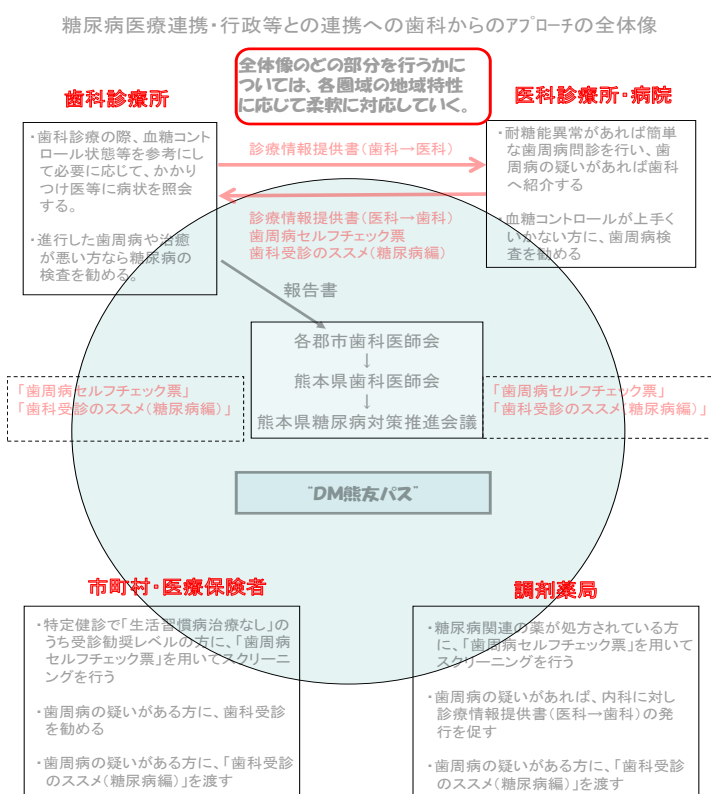 糖尿病医療連携・行政等との連携への歯科からのｱﾌﾟﾛｰﾁの全体像
全体像のどの部分を行うかに
ついては、各圏域の地域特性
に応じて柔軟に対応していく。
歯科診療所
医科診療所・病院
・歯科診療の際、血糖コント
ロール状態等を参考にし
て必要に応じて、かかり
つけ医等に病状を照会
する。
・進行した歯周病や治癒
が悪い方なら糖尿病の
検査を勧める。
診療情報提供書(歯科→医科)
診療情報提供書(医科→歯科)
歯周病セルフチェック票
歯科受診のススメ(糖尿病編)
・耐糖能異常があれば簡単
な歯周病問診を行い、歯
周病の疑いがあれば歯科
へ紹介する
・血糖コントロールが上手く
いかない方に、歯周病検
査を勧める
報告書
各郡市歯科医師会
↓
熊本県歯科医師会
↓
熊本県糖尿病対策推進会議
「歯周病セルフチェック票」
「歯科受診のススメ(糖尿病編)」
「歯周病セルフチェック票」
「歯科受診のススメ(糖尿病編)」
"DM熊友パス"
市町村・医療保険者
・特定健診で「生活習慣病治療なし」の
うち受診勧奨レベルの方に、「歯周病
セルフチェック票」を用いてスクリーニ
ングを行う
・歯周病の疑いがある方に、歯科受診
を勧める
・歯周病の疑いがある方に、「歯科受診
のススメ(糖尿病編)」を渡す
調剤薬局
・糖尿病関連の薬が処方されている方
に、「歯周病セルフチェック票」を用いて
スクリーニングを行う
・歯周病の疑いがあれば、内科に対し
診療情報提供書(医科→歯科)の発
行を促す
・歯周病の疑いがある方に、「歯科受診
のススメ(糖尿病編)」を渡す